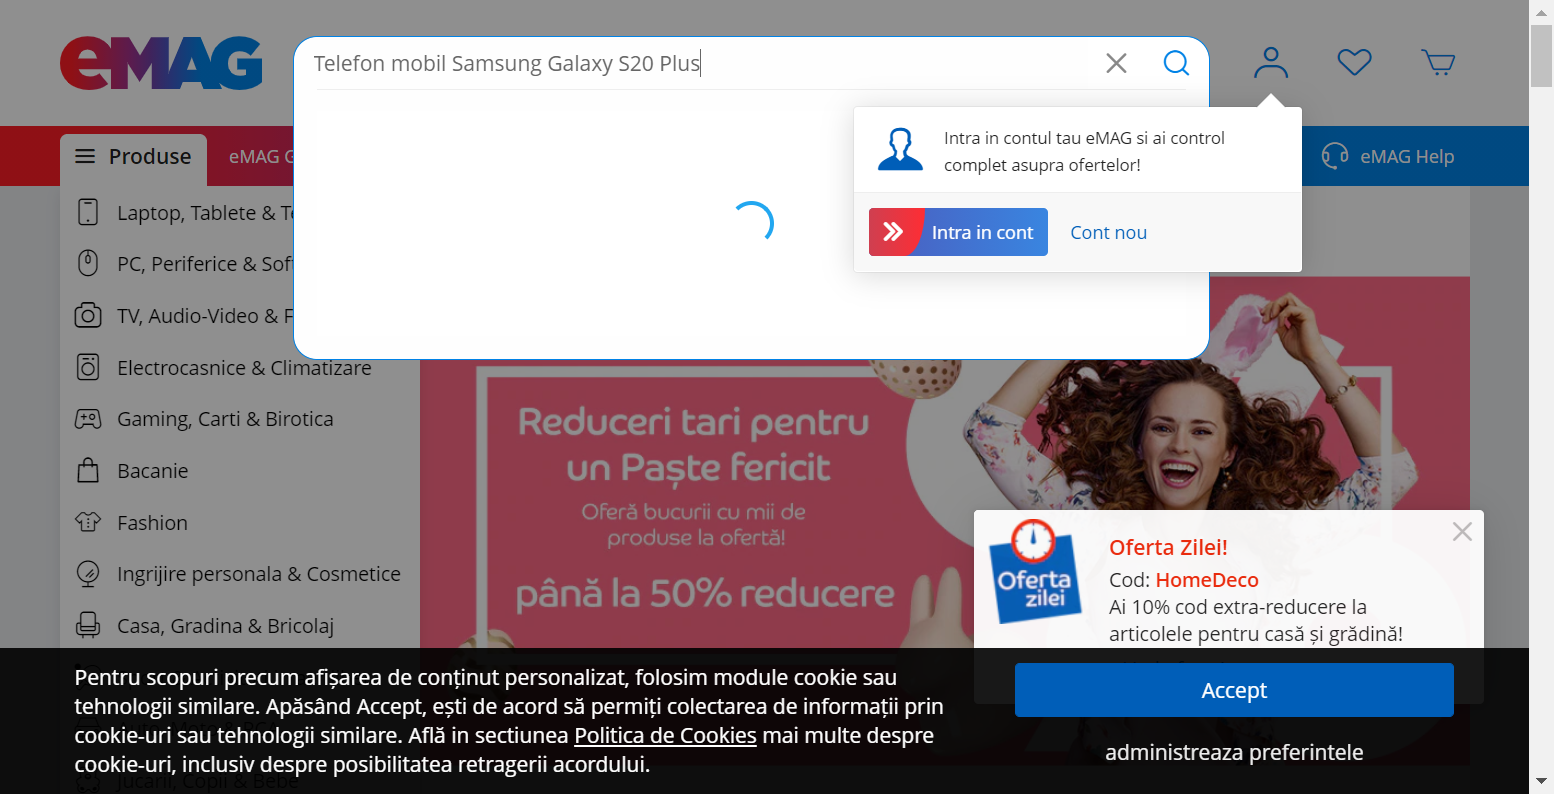 eMAG
Telefon mobil Samsung Galaxy S20 Plus
Intra in contul tau eMAG si ai control
complet asupra ofertelor!
Intra in cont
Cont nou
Produse
eMAG G
eMAG Help
Laptop, Tablete & Te
PC, Periferice & Soft
TV, Audio-Video & F
Electrocasnice & Climatizare
Gaming, Carti & Birotica
Bacanie
Fashion
Ingrijire personala & Cosmetice
Casa, Gradina & Bricolaj
Jucarii, Copii & Bebe
Reduceri tari pentru
un Paște fericit
Oferă bucurii cu mii de
produse la ofertă!
până la 50% reducere
Oferta
zilei
Oferta Zilei!
Cod: HomeDeco
Ai 10% cod extra-reducere la
articolele pentru casă și grădină!
Pentru scopuri precum afișarea de conținut personalizat, folosim module cookie sau
tehnologii similare. Apăsând Accept, ești de acord să permiți colectarea de informații prin
cookie-uri sau tehnologii similare. Află in sectiunea Politica de Cookies mai multe despre
cookie-uri, inclusiv despre posibilitatea retragerii acordului.
Accept
administreaza preferintele